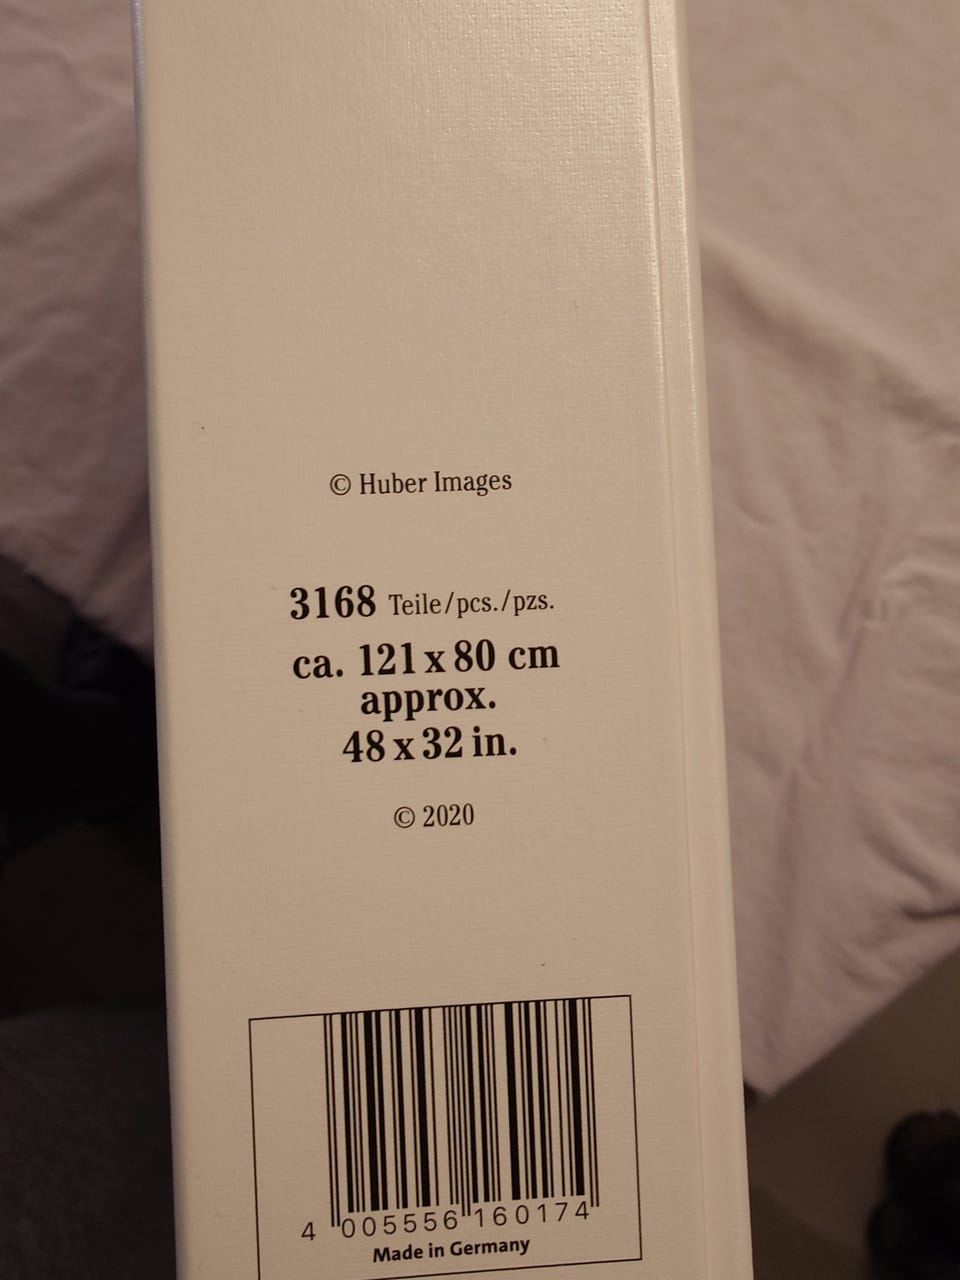 © Huber Images
3168 Teile/pcs./pzs.
ca. 121 x 80 cm
approx.
48 x 32 in.
© 2020
4 005556 160174
Made in Germany